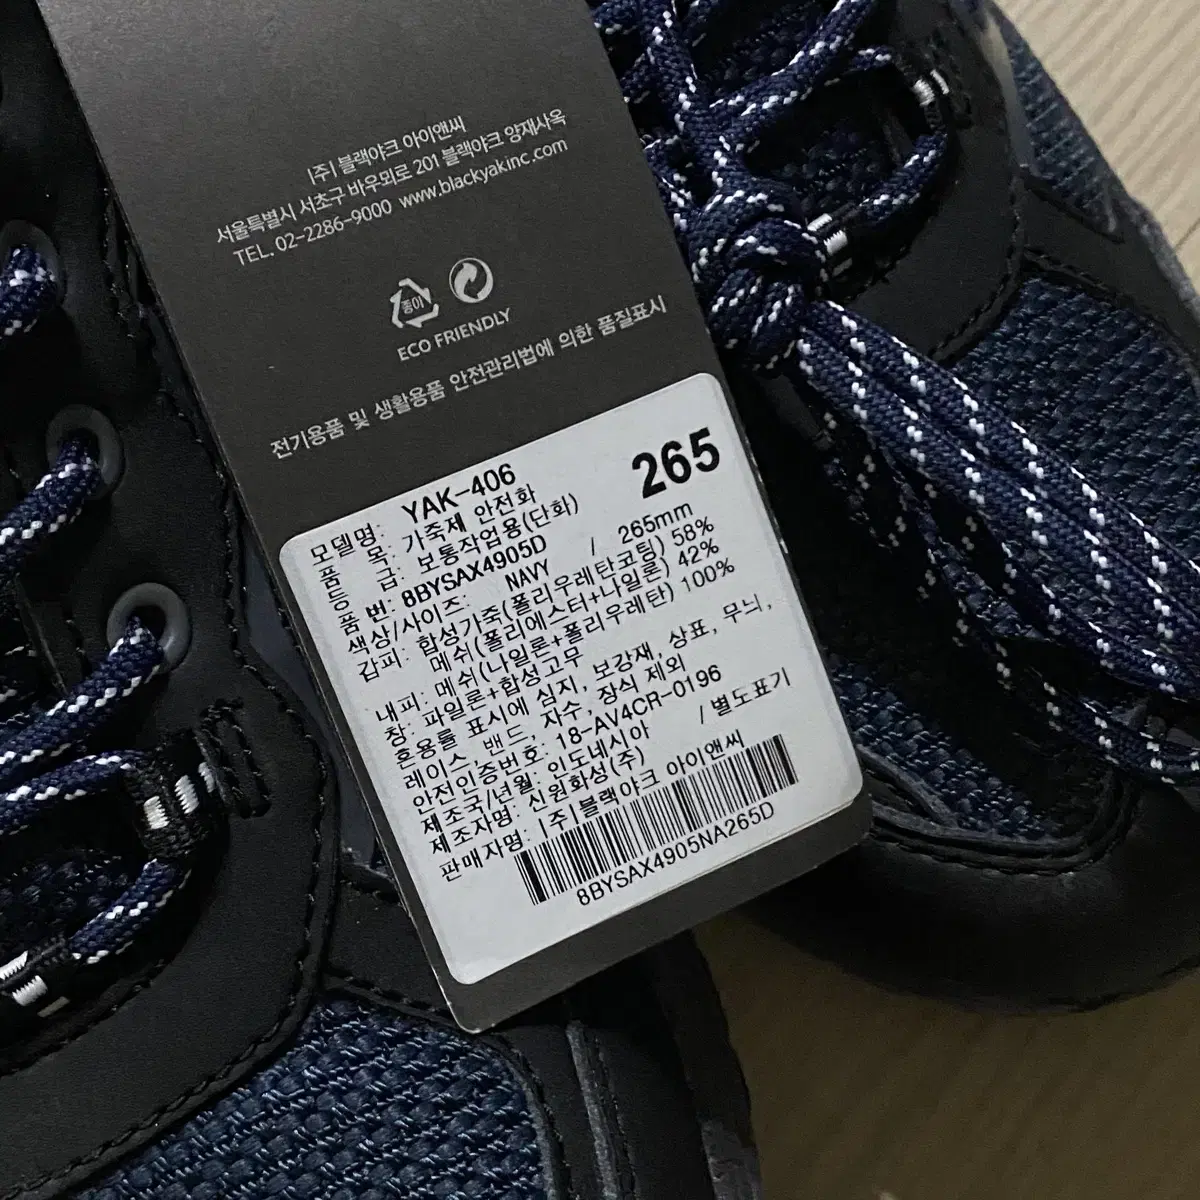 (주)블랙야크 아이앤씨
서울특별시 서초구 바우뫼로 201 블랙야크 양재사옥
TEL. 02-2286-9000 www.blackyakinc.com
종이
ECO FRIENDLY
전기용품 및 생활용품 안전관리법에 의한 품질표시
265
모델명: YAK-406
품 목: 가죽제 안전화
등 급: 보통작업용(단화)
품 번: 8BYSAX4905D
색상/사이즈: NAVY / 265mm
갑피: 합성가죽(폴리우레탄코팅) 58%
메쉬(폴리에스터+나일론) 42%
내피: 메쉬(나일론+폴리우레탄) 100%
창: 파일론+합성고무
혼용률 표시에 심지, 보강재, 상표, 무늬,
레이스, 밴드, 자수, 장식 제외
안전인증번호: 18-AV4CR-0196
제조국/년월: 인도네시아 / 별도표기
제조자명: 신원화성(주)
판매자명: (주)블랙야크 아이앤씨
8BYSAX4905NA265D